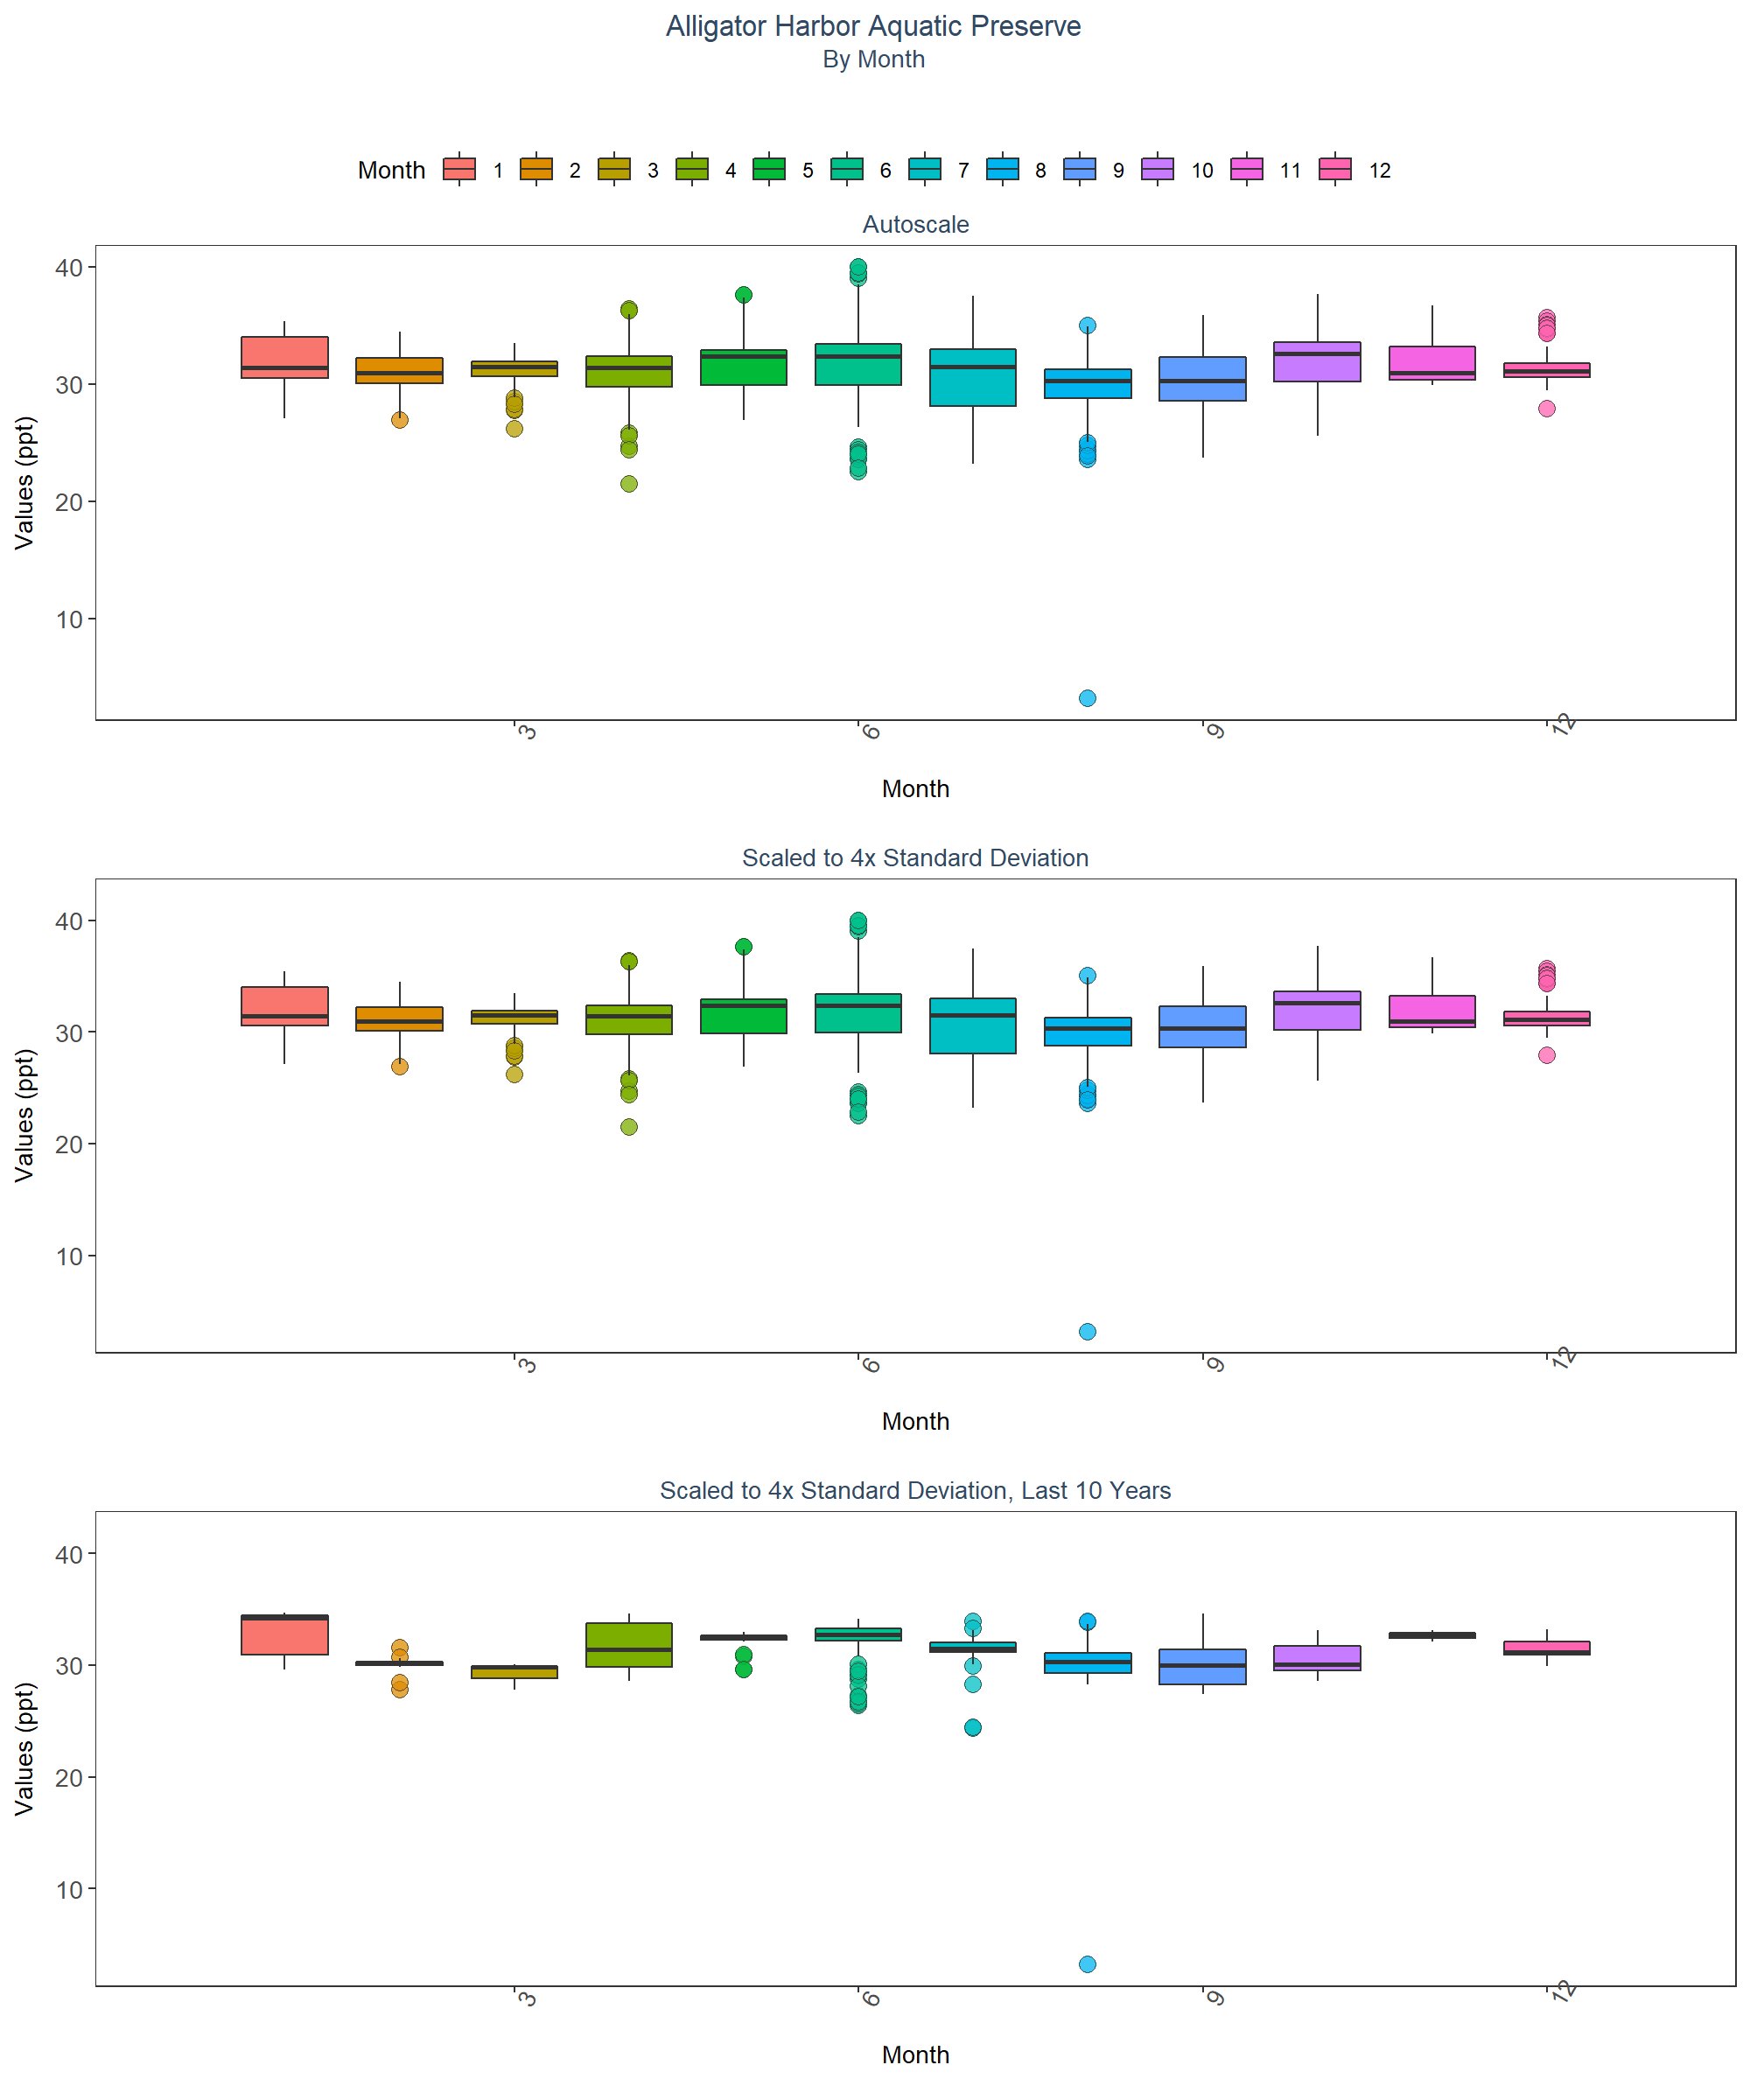 Alligator Harbor Aquatic Preserve
By Month
Month 1 2 3 4 5 6 7 8 9 10 11 12
Autoscale
Values (ppt)
40
30
20
10
3 6 9 12
Month
Scaled to 4x Standard Deviation
Values (ppt)
40
30
20
10
3 6 9 12
Month
Scaled to 4x Standard Deviation, Last 10 Years
Values (ppt)
40
30
20
10
3 6 9 12
Month